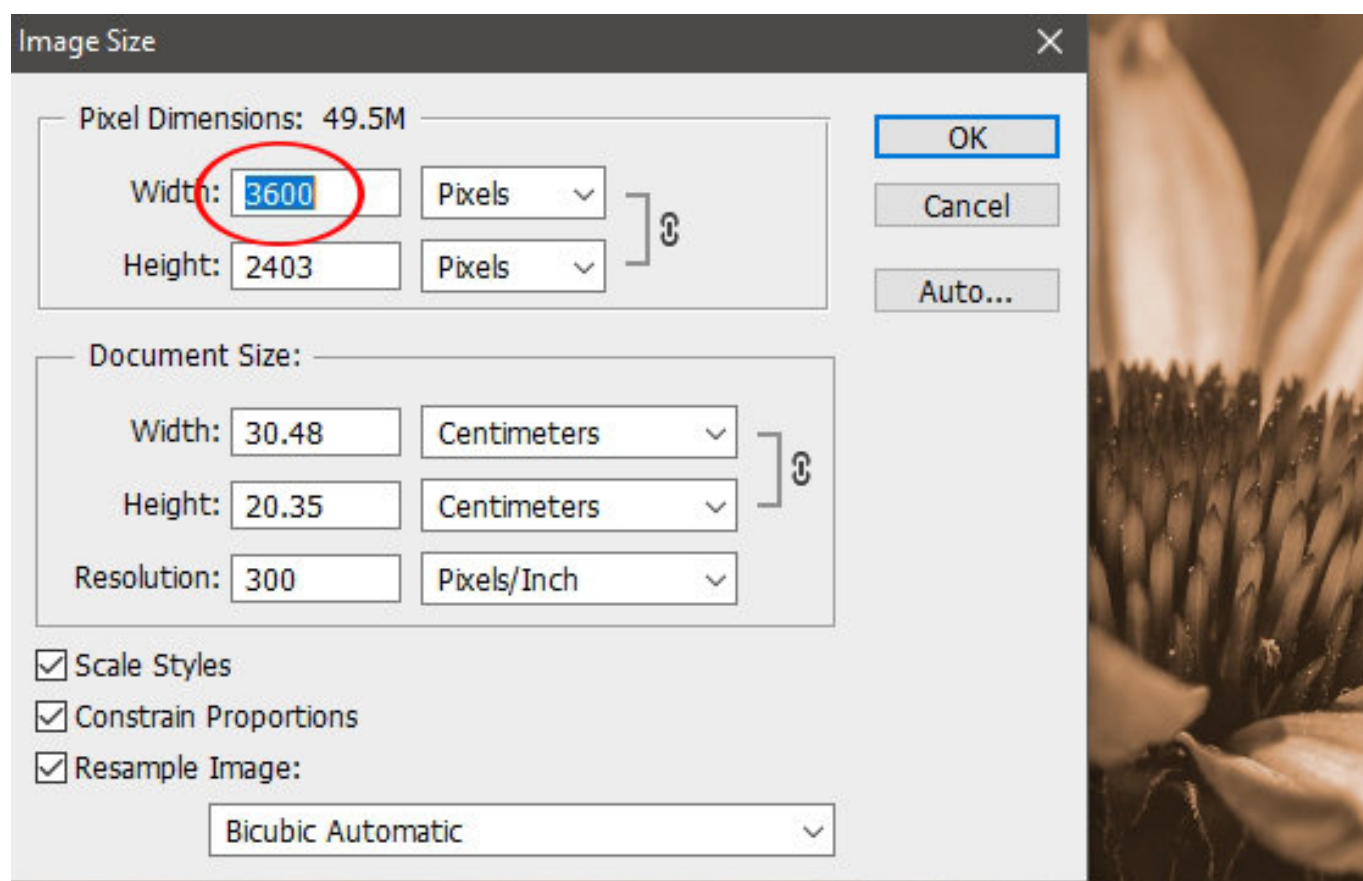 Image Size
Pixel Dimensions: 49.5M
OK
Width: 3600 Pixels
Cancel
Height: 2403 Pixels
Auto...
Document Size:
Width: 30.48 Centimeters
Height: 20.35 Centimeters
Resolution: 300 Pixels/Inch
Scale Styles
Constrain Proportions
Resample Image:
Bicubic Automatic